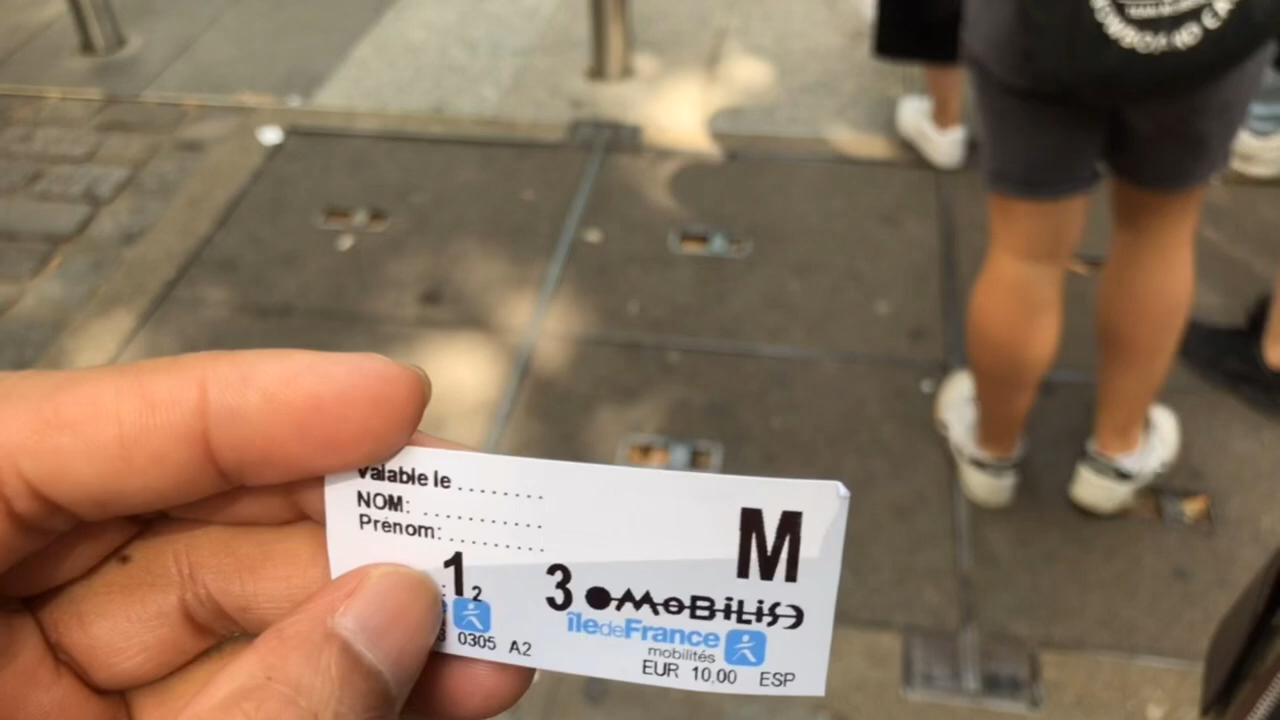 Valable le ........
NOM: ............
Prénom: ..........
M
1 2
3 MOBILIS
îledeFrance
mobilités
0305 A2
EUR 10,00 ESP